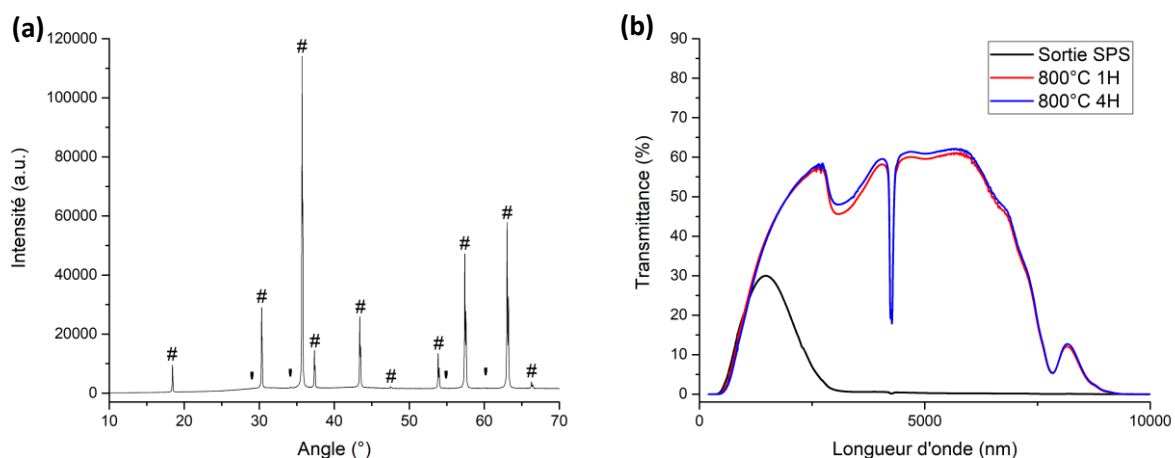 (a)
120000
100000
80000
60000
40000
20000
0
Intensité (a.u.)
# # # # # # # # # #
10 20 30 40 50 60 70
Angle (°)
(b)
90
80
70
60
50
40
30
20
10
0
Transmittance (%)
Sortie SPS
800°C 1H
800°C 4H
0 2500 5000 7500 10000
Longueur d'onde (nm)